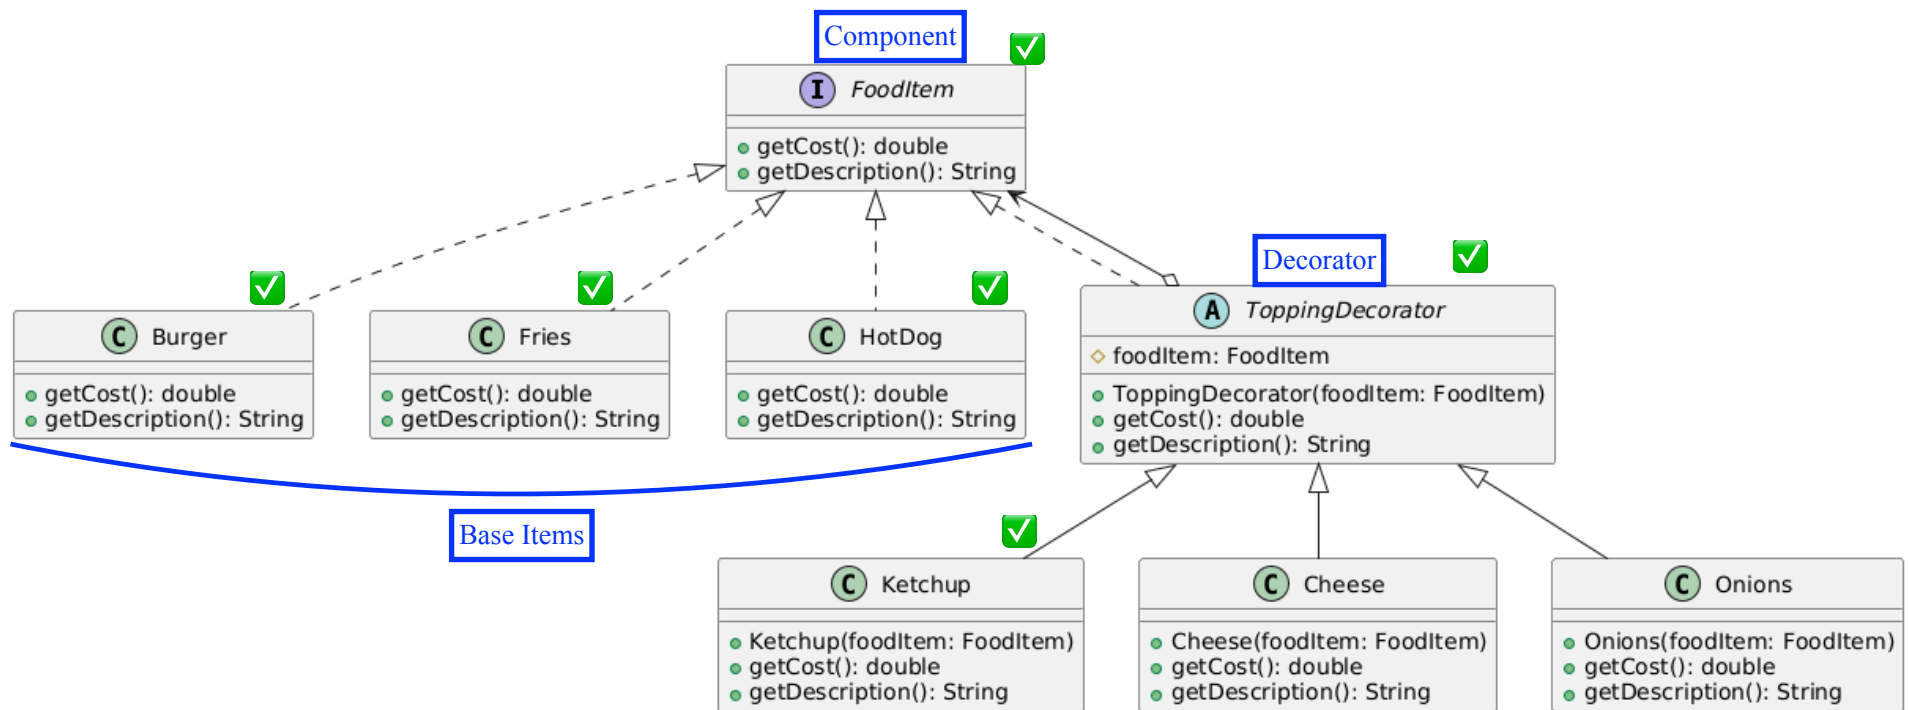 Component
I FoodItem
getCost(): double
getDescription(): String
Decorator
C Burger
getCost(): double
getDescription(): String
C Fries
getCost(): double
getDescription(): String
C HotDog
getCost(): double
getDescription(): String
A ToppingDecorator
foodItem: FoodItem
ToppingDecorator(foodItem: FoodItem)
getCost(): double
getDescription(): String
Base Items
C Ketchup
Ketchup(foodItem: FoodItem)
getCost(): double
getDescription(): String
C Cheese
Cheese(foodItem: FoodItem)
getCost(): double
getDescription(): String
C Onions
Onions(foodItem: FoodItem)
getCost(): double
getDescription(): String